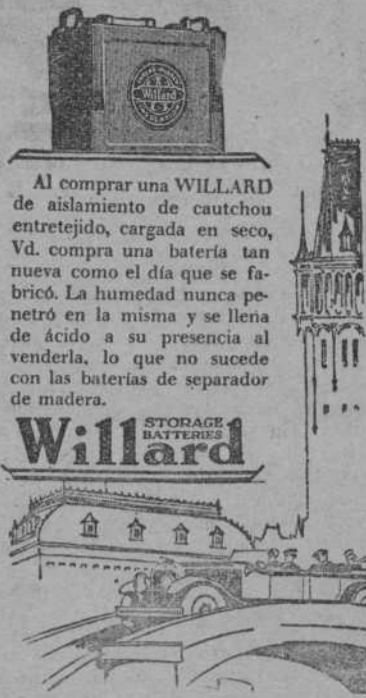 Willard
Al comprar una WILLARD
de aislamiento de cautchou
entretejido, cargada en seco,
Vd. compra una batería tan
nueva como el día que se fa-
bricó. La humedad nunca pe-
netró en la misma y se llena
de ácido a su presencia al
venderla, lo que no sucede
con las baterías de separador
de madera.
Willard STORAGE
BATTERIES